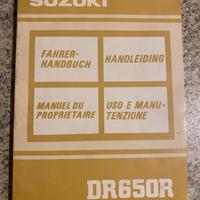 SUZUKI
FAHRER-
HANDBUCH
HANDLEIDING
MANUEL DU
PROPRIETAIRE
USO E MANU-
TENZIONE
DR650R